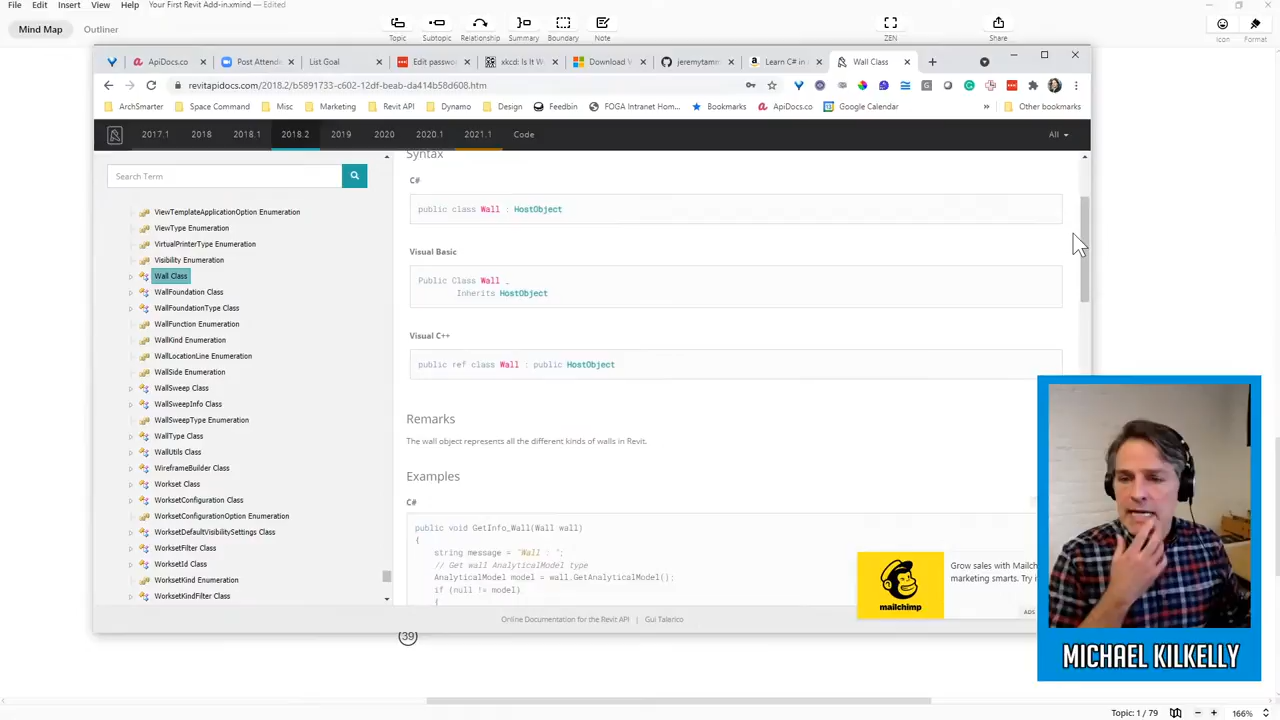 File Edit Insert View Help Your First Revit Add-in.xmind — Edited
Mind Map Outliner
Topic Subtopic Relationship Summary Boundary Note ZEN Share Icon Format
ApiDocs.co Post Attende List Goal Edit passwo xkcd: Is It W Download V jeremytamm Learn C# in Wall Class
revitapidocs.com/2018.2/b5891733-c602-12df-beab-da414b58d608.htm
ArchSmarter Space Command Misc Marketing Revit API Dynamo Design Feedbin FOGA Intranet Hom... Bookmarks ApiDocs.co Google Calendar » Other bookmarks
2017.1 2018 2018.1 2018.2 2019 2020 2020.1 2021.1 Code All
Search Term
ViewTemplateApplicationOption Enumeration
ViewType Enumeration
VirtualPrinterType Enumeration
Visibility Enumeration
Wall Class
WallFoundation Class
WallFoundationType Class
WallFunction Enumeration
WallKind Enumeration
WallLocationLine Enumeration
WallSide Enumeration
WallSweep Class
WallSweepInfo Class
WallSweepType Enumeration
WallType Class
WallUtils Class
WireframeBuilder Class
Workset Class
WorksetConfiguration Class
WorksetConfigurationOption Enumeration
WorksetDefaultVisibilitySettings Class
WorksetFilter Class
WorksetId Class
WorksetKind Enumeration
WorksetKindFilter Class
Syntax
C#
public class Wall : HostObject
Visual Basic
Public Class Wall _
Inherits HostObject
Visual C++
public ref class Wall : public HostObject
Remarks
The wall object represents all the different kinds of walls in Revit.
Examples
C#
public void GetInfo_Wall(Wall wall)
{
string message = "Wall : ";
// Get wall AnalyticalModel type
AnalyticalModel model = wall.GetAnalyticalModel();
if (null != model)
{
mailchimp
Grow sales with Mailch
marketing smarts. Try i
ADS
Online Documentation for the Revit API | Gui Talarico
39
MICHAEL KILKELLY
Topic: 1 / 79 − + 166%